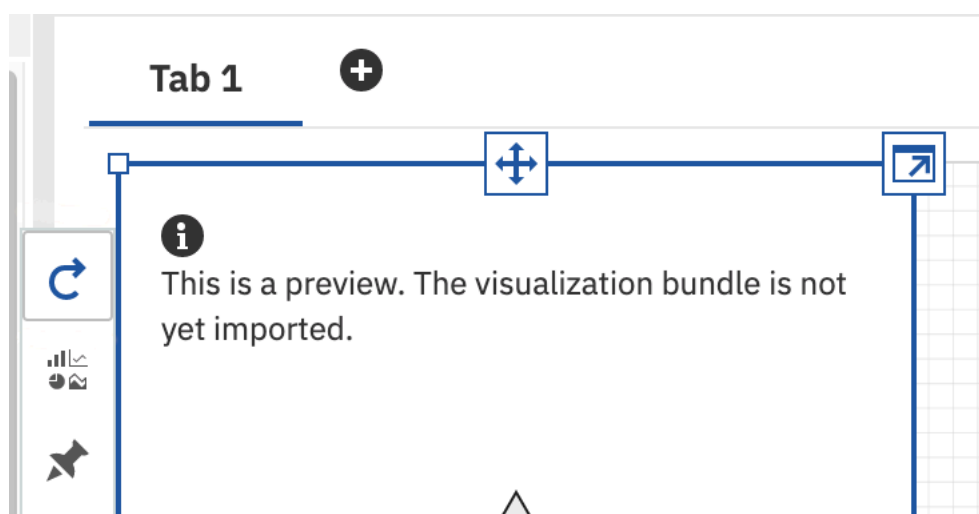 Tab 1
This is a preview. The visualization bundle is not
yet imported.